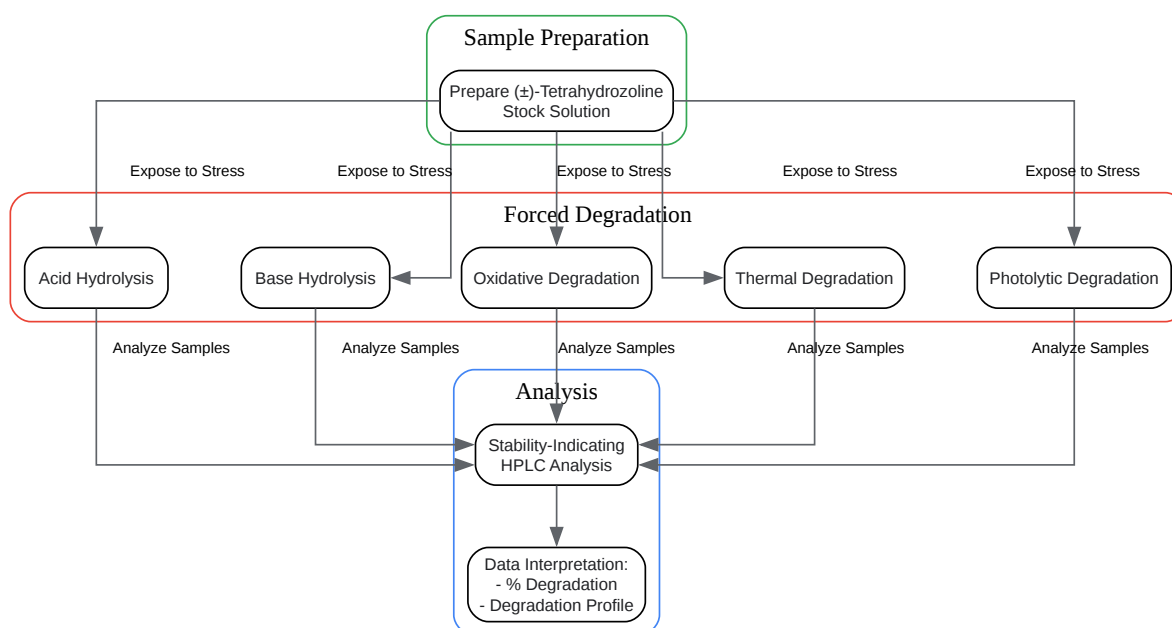 Sample Preparation
Prepare (±)-Tetrahydrozoline
Stock Solution
Expose to Stress
Expose to Stress
Expose to Stress
Expose to Stress
Expose to Stress
Forced Degradation
Acid Hydrolysis
Base Hydrolysis
Oxidative Degradation
Thermal Degradation
Photolytic Degradation
Analyze Samples
Analyze Samples
Analyze Samples
Analyze Samples
Analyze Samples
Analysis
Stability-Indicating
HPLC Analysis
Data Interpretation:
- % Degradation
- Degradation Profile